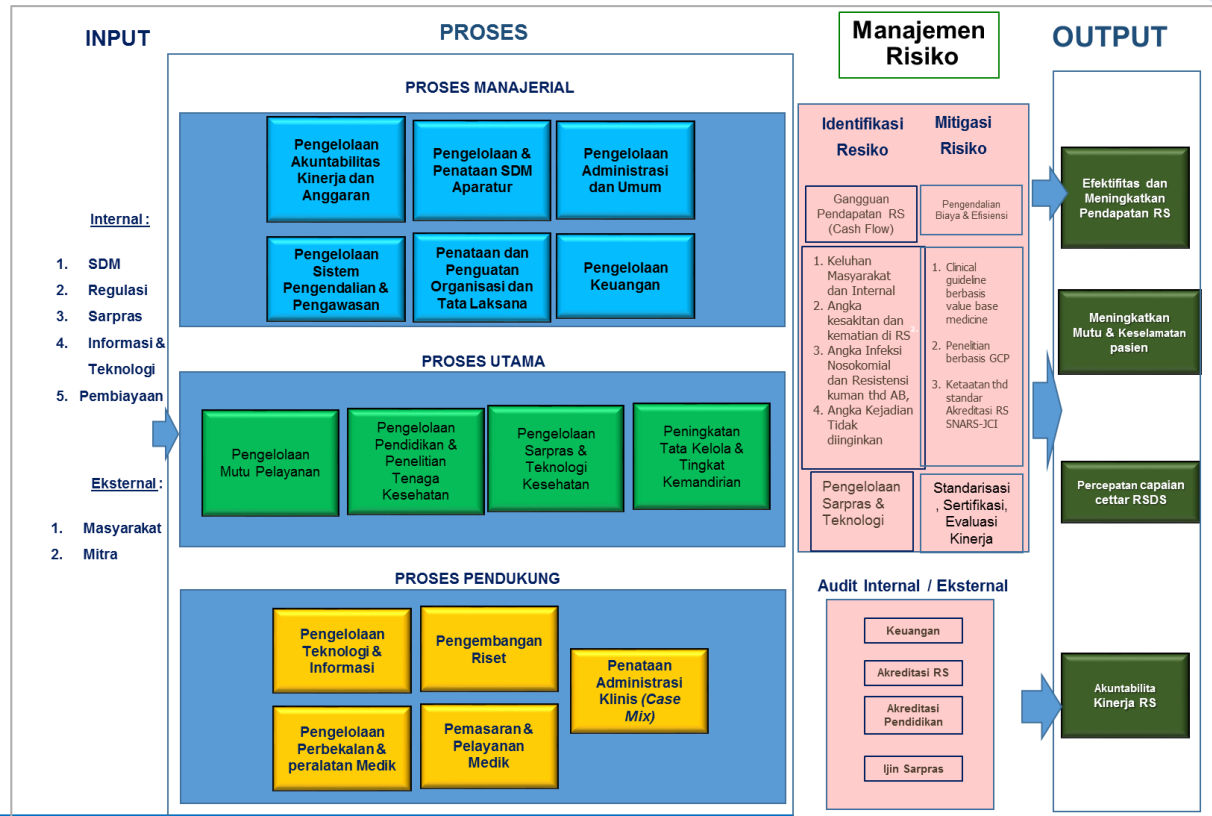 INPUT
PROSES
Manajemen
Risiko
OUTPUT
Internal :
1. SDM
2. Regulasi
3. Sarpras
4. Informasi &
Teknologi
5. Pembiayaan
Eksternal :
1. Masyarakat
2. Mitra
PROSES MANAJERIAL
Pengelolaan
Akuntabilitas
Kinerja dan
Anggaran
Pengelolaan &
Penataan SDM
Aparatur
Pengelolaan
Administrasi
dan Umum
Pengelolaan
Sistem
Pengendalian &
Pengawasan
Penataan dan
Penguatan
Organisasi dan
Tata Laksana
Pengelolaan
Keuangan
PROSES UTAMA
Pengelolaan
Mutu Pelayanan
Pengelolaan
Pendidikan &
Penelitian
Tenaga
Kesehatan
Pengelolaan
Sarpras &
Teknologi
Kesehatan
Peningkatan
Tata Kelola &
Tingkat
Kemandirian
PROSES PENDUKUNG
Pengelolaan
Teknologi &
Informasi
Pengembangan
Riset
Penataan
Administrasi
Klinis (Case
Mix)
Pengelolaan
Perbekalan &
peralatan Medik
Pemasaran &
Pelayanan
Medik
Identifikasi
Resiko
Mitigasi
Risiko
Gangguan
Pendapatan RS
(Cash Flow)
Pengendalian
Biaya & Efisiensi
1. Keluhan
Masyarakat
dan Internal
2. Angka
kesakitan dan
kematian di RS
3. Angka Infeksi
Nosokomial
dan Resistensi
kuman thd AB,
4. Angka Kejadian
Tidak
diinginkan
1. Clinical
guideline
berbasis
value base
medicine
2. Penelitian
berbasis GCP
3. Ketaatan thd
standar
Akreditasi RS
SNARS-JCI
Pengelolaan
Sarpras &
Teknologi
Standarisasi
, Sertifikasi,
Evaluasi
Kinerja
Audit Internal / Eksternal
Keuangan
Akreditasi RS
Akreditasi
Pendidikan
Ijin Sarpras
Efektifitas dan
Meningkatkan
Pendapatan RS
Meningkatkan
Mutu & Keselamatan
pasien
Percepatan capaian
cettar RSDS
Akuntabilita
Kinerja RS